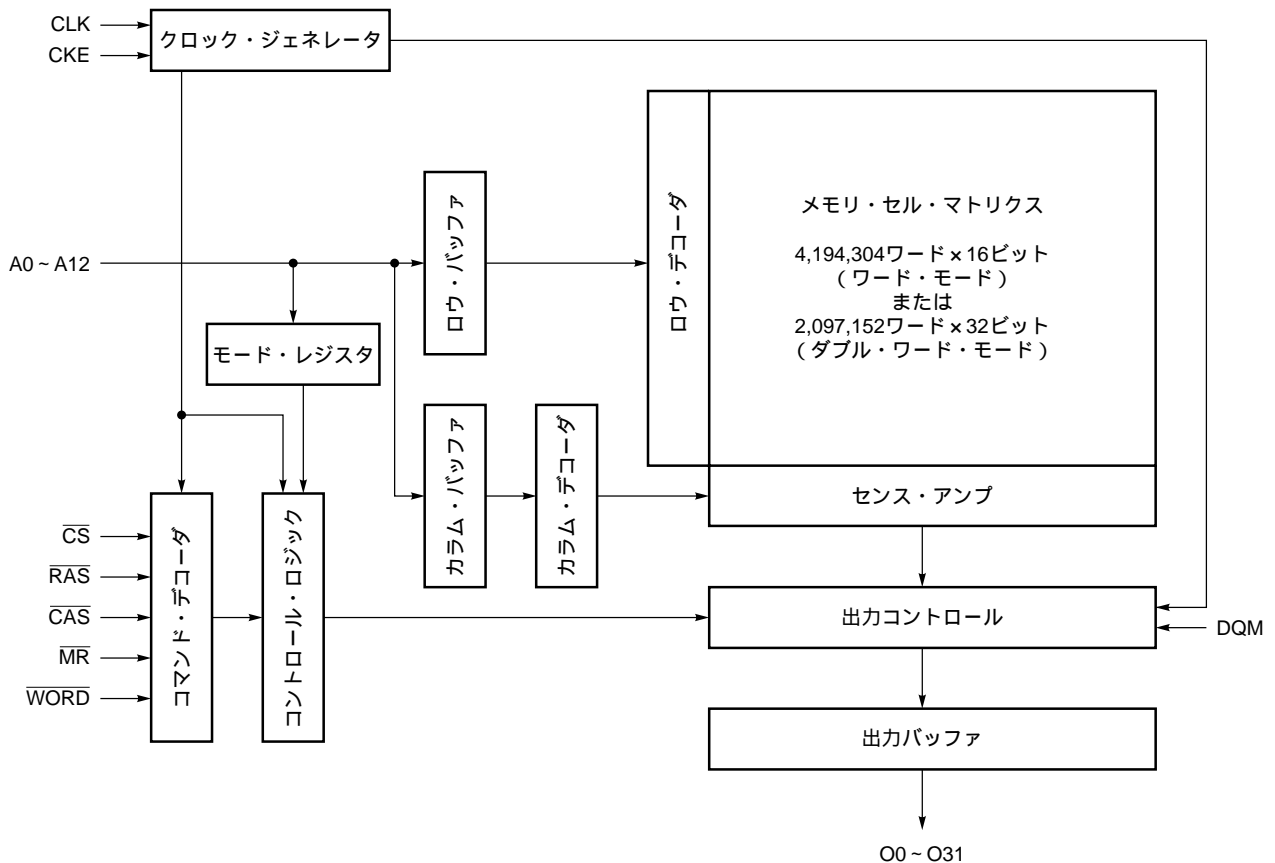 CLK
CKE
クロック・ジェネレータ
A0 ~ A12
ロウ・バッファ
ロウ・デコーダ
メモリ・セル・マトリクス
4,194,304ワード×16ビット
(ワード・モード)
または
2,097,152ワード×32ビット
(ダブル・ワード・モード)
モード・レジスタ
カラム・バッファ
カラム・デコーダ
センス・アンプ
C̅S̅
R̅A̅S̅
C̅A̅S̅
M̅R̅
W̅O̅R̅D̅
コマンド・デコーダ
コントロール・ロジック
出力コントロール
DQM
出力バッファ
O0 ~ O31